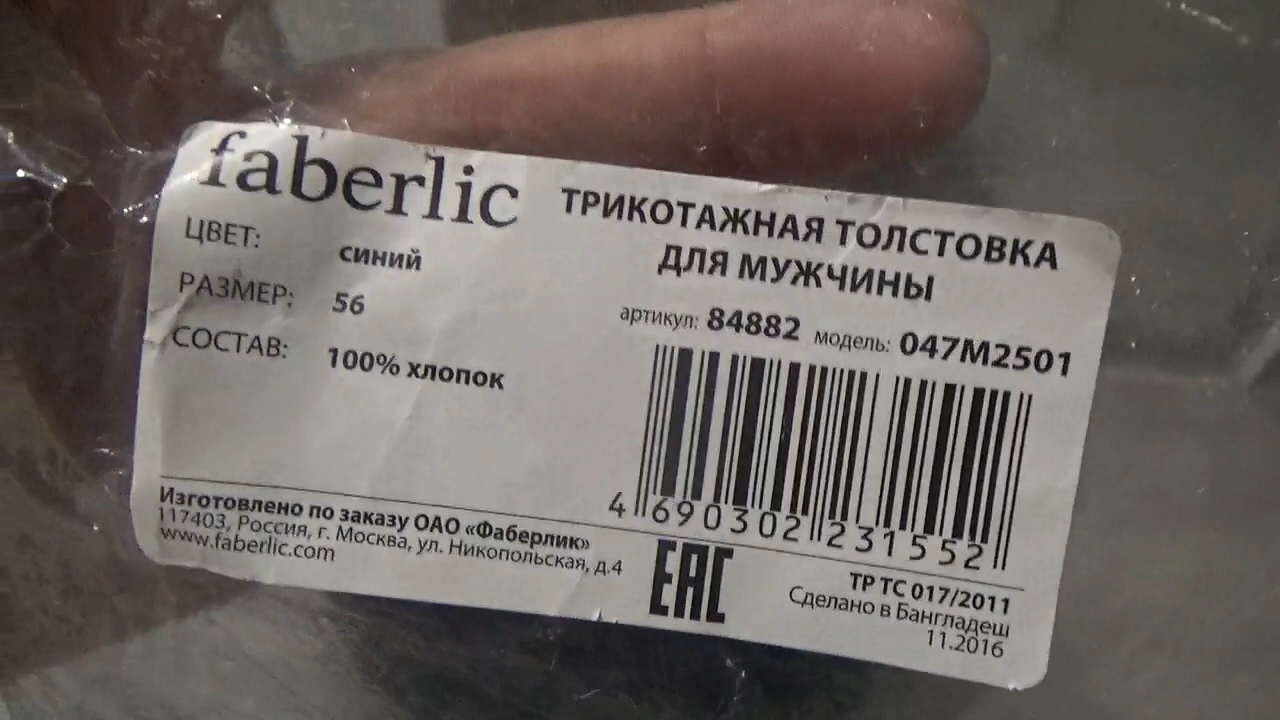 faberlic
ТРИКОТАЖНАЯ ТОЛСТОВКА
ДЛЯ МУЖЧИНЫ
ЦВЕТ: синий
РАЗМЕР: 56
СОСТАВ: 100% хлопок
артикул: 84882 модель: 047M2501
4 690302 231552
Изготовлено по заказу ОАО «Фаберлик»
117403, Россия, г. Москва, ул. Никопольская, д.4
www.faberlic.com
EAC
ТР ТС 017/2011
Сделано в Бангладеш
11.2016